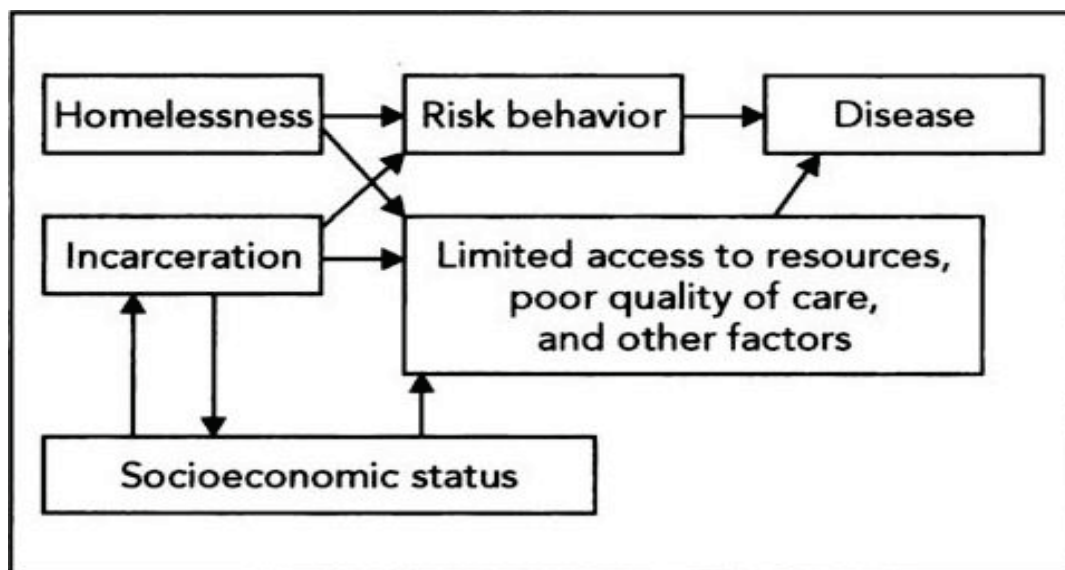 Homelessness
Risk behavior
Disease
Incarceration
Limited access to resources,
poor quality of care,
and other factors
Socioeconomic status